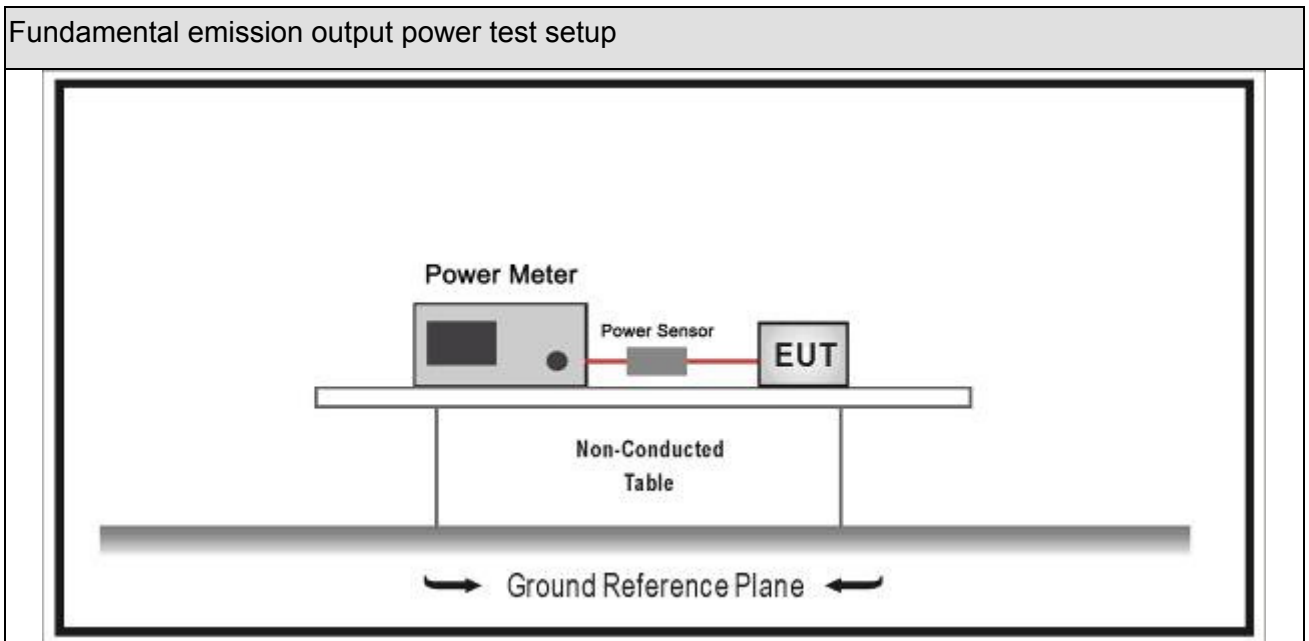 Fundamental emission output power test setup
Power Meter
Power Sensor
EUT
Non-Conducted
Table
Ground Reference Plane